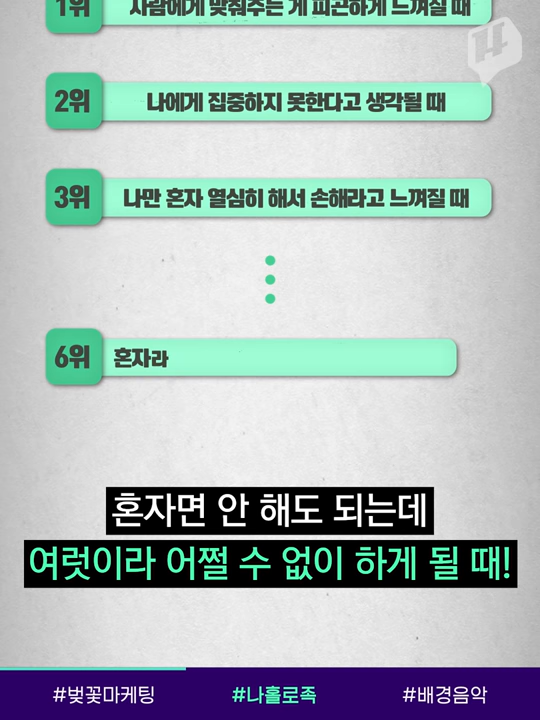 1위 사람에게 맞춰주는 게 피곤하게 느껴질 때
2위 나에게 집중하지 못한다고 생각될 때
3위 나만 혼자 열심히 해서 손해라고 느껴질 때
6위 혼자라
혼자면 안 해도 되는데
여럿이라 어쩔 수 없이 하게 될 때!
#벚꽃마케팅 #나홀로족 #배경음악